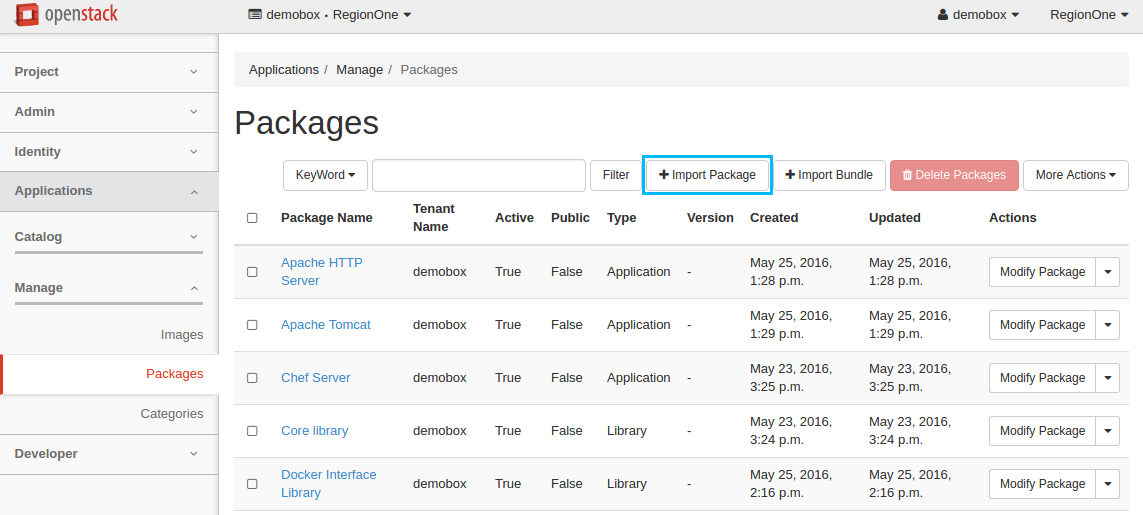 openstack demobox • RegionOne demobox RegionOne
Project
Admin
Identity
Applications
Catalog
Manage
Images
Packages
Categories
Developer
Applications / Manage / Packages
Packages
KeyWord Filter Import Package Import Bundle Delete Packages More Actions
Package Name Tenant Name Active Public Type Version Created Updated Actions
Apache HTTP Server demobox True False Application - May 25, 2016, 1:28 p.m. May 25, 2016, 1:28 p.m. Modify Package
Apache Tomcat demobox True False Application - May 25, 2016, 1:29 p.m. May 25, 2016, 1:29 p.m. Modify Package
Chef Server demobox True False Application - May 23, 2016, 3:25 p.m. May 23, 2016, 3:25 p.m. Modify Package
Core library demobox True False Library - May 23, 2016, 3:24 p.m. May 23, 2016, 3:24 p.m. Modify Package
Docker Interface Library demobox True False Library - May 25, 2016, 2:16 p.m. May 25, 2016, 2:16 p.m. Modify Package